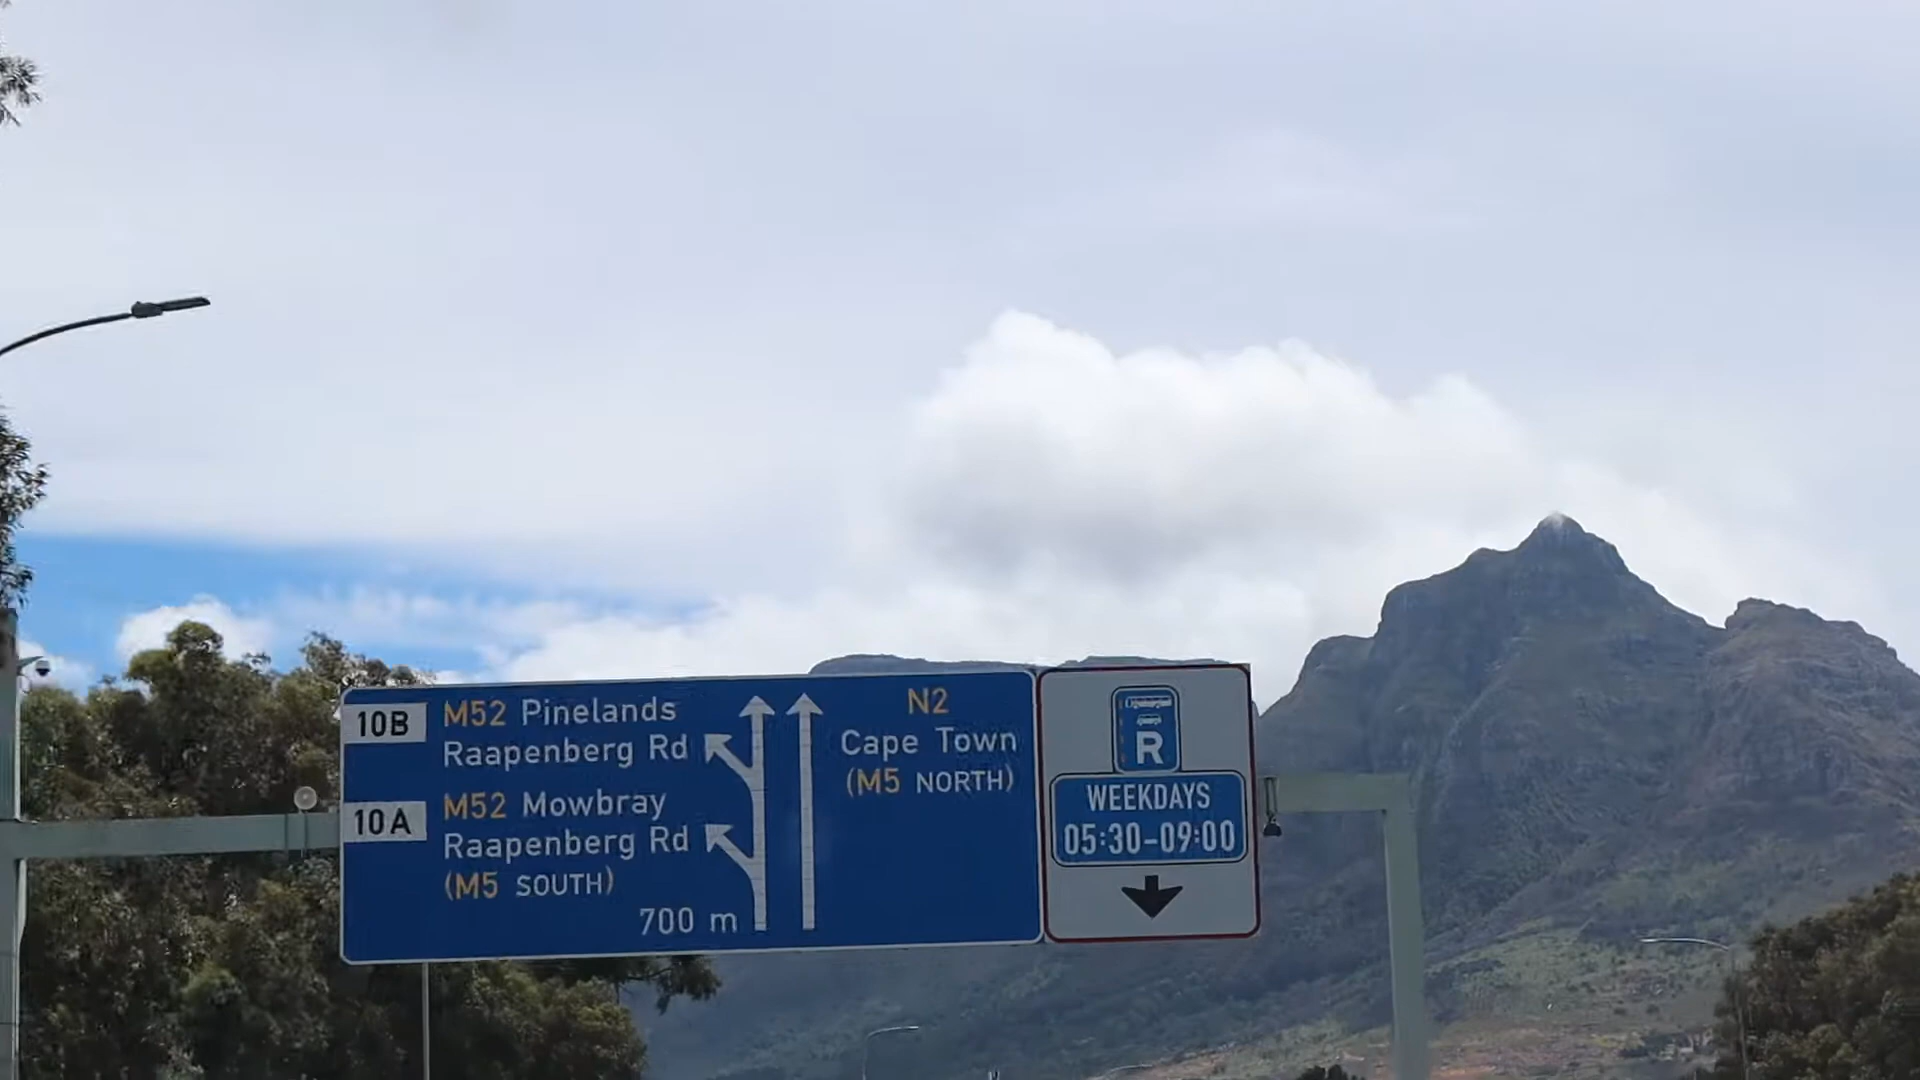 10B
M52 Pinelands
Raapenberg Rd
10A
M52 Mowbray
Raapenberg Rd
(M5 SOUTH)
700 m
N2
Cape Town
(M5 NORTH)
R
WEEKDAYS
05:30-09:00